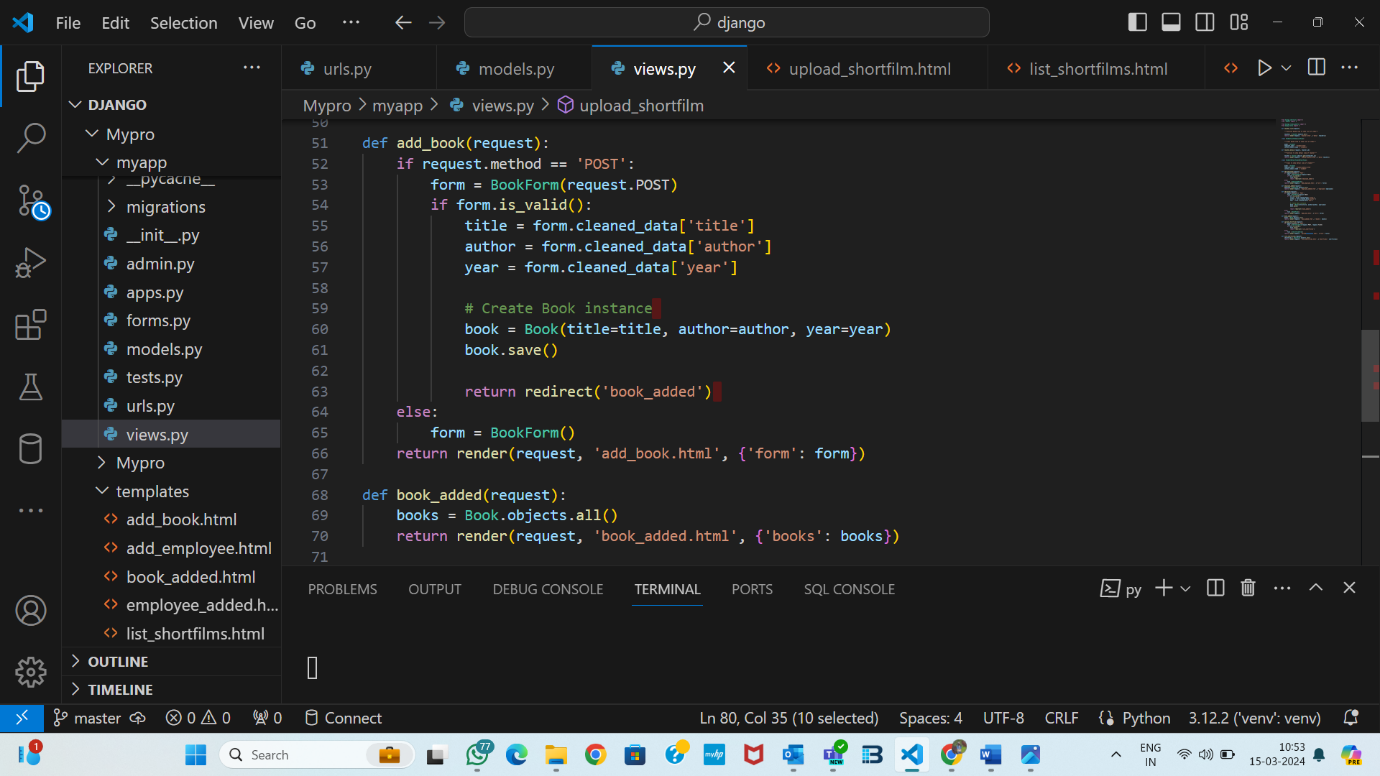 File Edit Selection View Go ... django
EXPLORER ...
DJANGO
Mypro
myapp
__pycache__
migrations
__init__.py
admin.py
apps.py
forms.py
models.py
tests.py
urls.py
views.py
Mypro
templates
add_book.html
add_employee.html
book_added.html
employee_added.h...
list_shortfilms.html
OUTLINE
TIMELINE
urls.py models.py views.py upload_shortfilm.html list_shortfilms.html
Mypro > myapp > views.py > upload_shortfilm
50
51 def add_book(request):
52 if request.method == 'POST':
53 form = BookForm(request.POST)
54 if form.is_valid():
55 title = form.cleaned_data['title']
56 author = form.cleaned_data['author']
57 year = form.cleaned_data['year']
58
59 # Create Book instance
60 book = Book(title=title, author=author, year=year)
61 book.save()
62
63 return redirect('book_added')
64 else:
65 form = BookForm()
66 return render(request, 'add_book.html', {'form': form})
67
68 def book_added(request):
69 books = Book.objects.all()
70 return render(request, 'book_added.html', {'books': books})
71
PROBLEMS OUTPUT DEBUG CONSOLE TERMINAL PORTS SQL CONSOLE py
master 0 0 0 Connect Ln 80, Col 35 (10 selected) Spaces: 4 UTF-8 CRLF Python 3.12.2 ('venv': venv)
1 Search 77 myhp NEW ENG 10:53 PRE
IN 15-03-2024